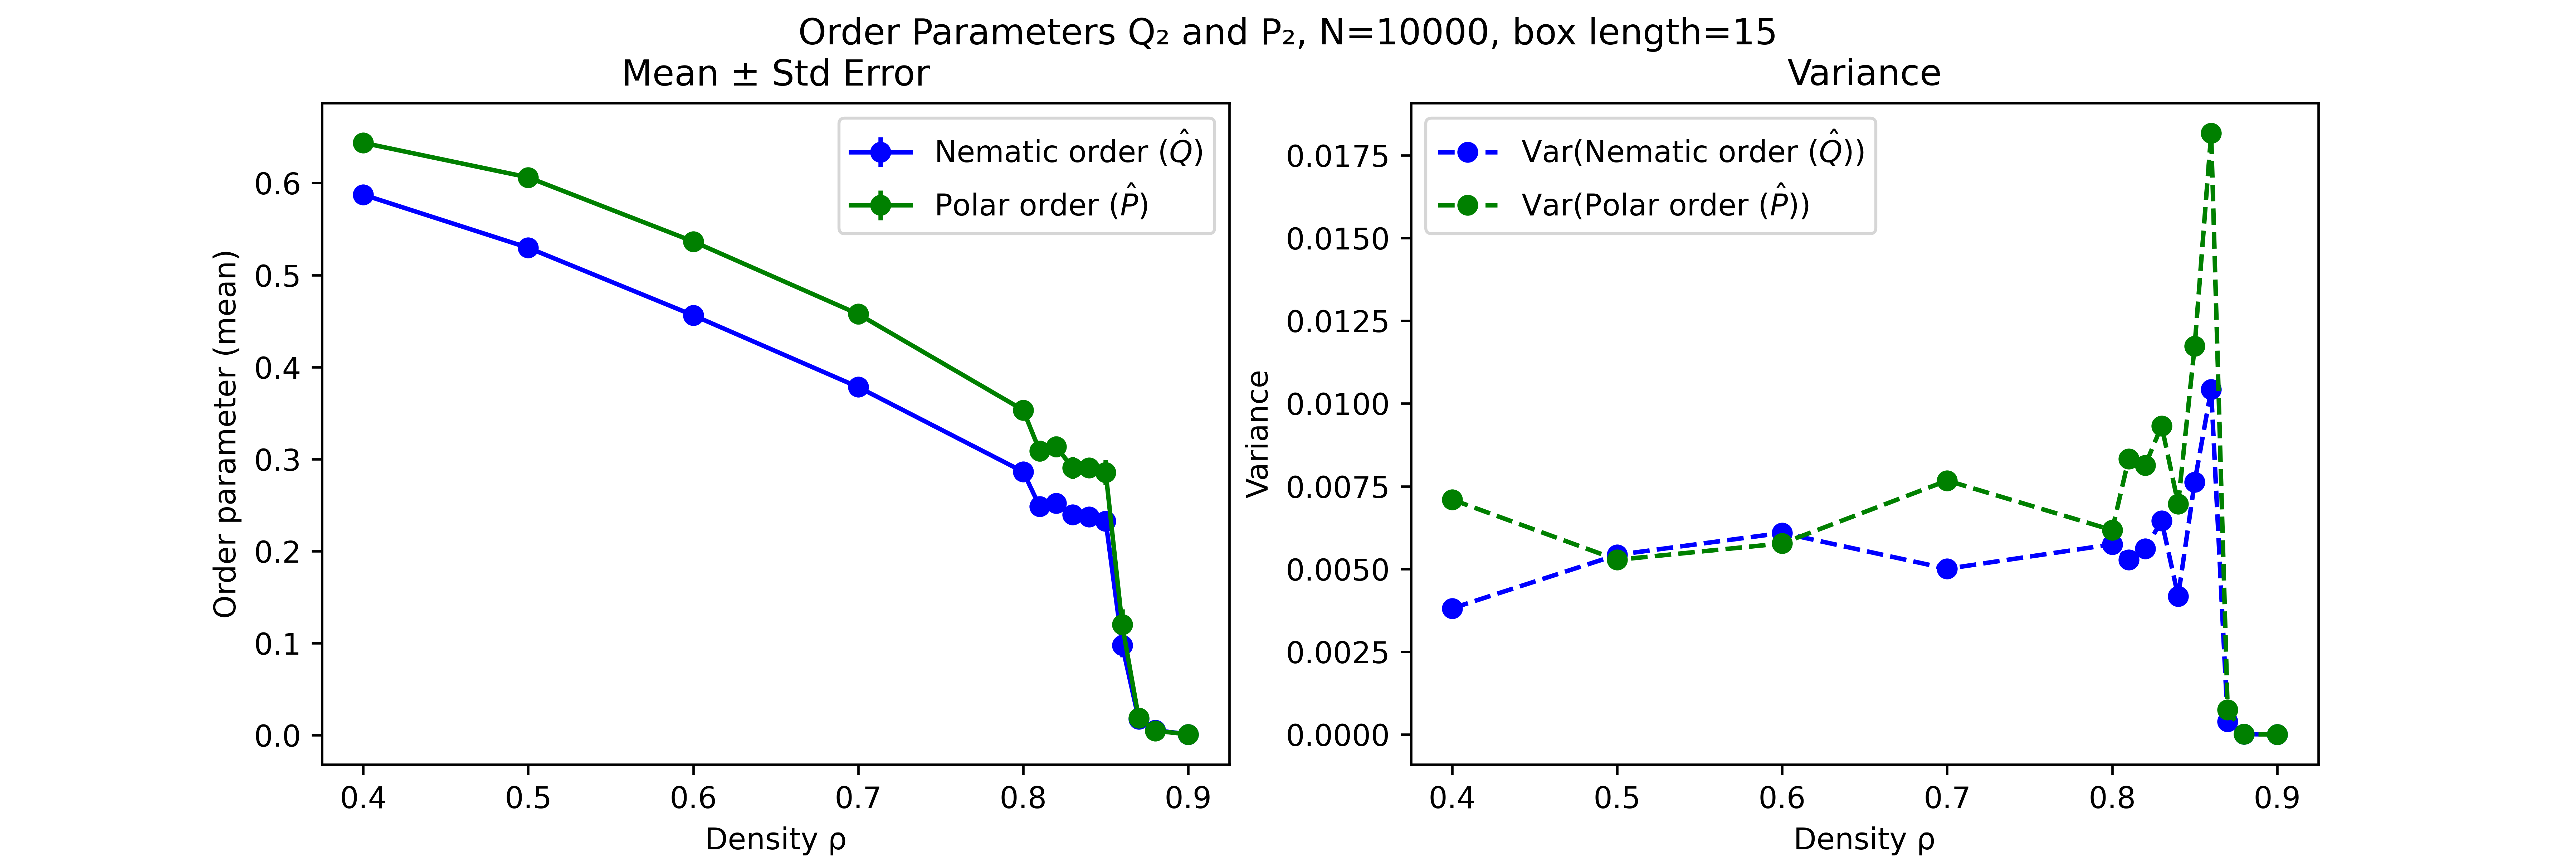 Order Parameters Q₂ and P₂, N=10000, box length=15
Mean ± Std Error
Nematic order (Q̂)
Polar order (P̂)
Order parameter (mean)
0.6
0.5
0.4
0.3
0.2
0.1
0.0
0.4 0.5 0.6 0.7 0.8 0.9
Density ρ
Variance
Var(Nematic order (Q̂))
Var(Polar order (P̂))
Variance
0.0175
0.0150
0.0125
0.0100
0.0075
0.0050
0.0025
0.0000
0.4 0.5 0.6 0.7 0.8 0.9
Density ρ